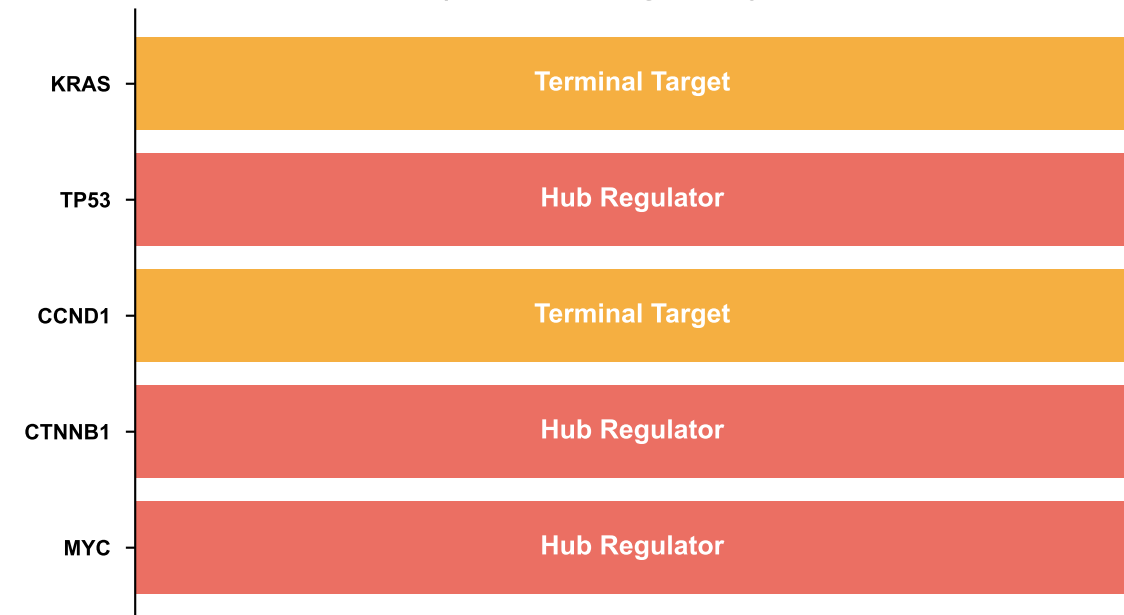 KRAS Terminal Target
TP53 Hub Regulator
CCND1 Terminal Target
CTNNB1 Hub Regulator
MYC Hub Regulator